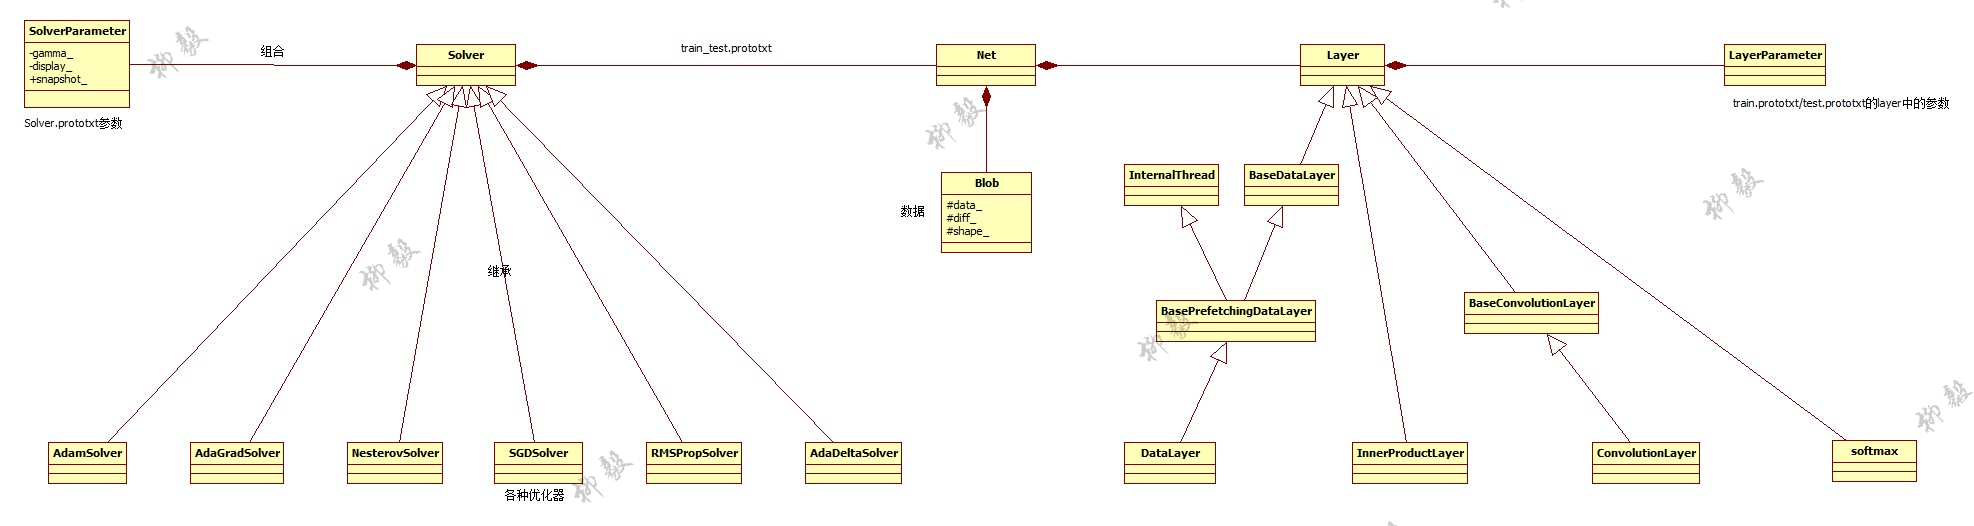 SolverParameter
-gamma_
-display_
+snapshot_
Solver.prototxt参数
组合
Solver
train_test.prototxt
Net
Layer
LayerParameter
train.prototxt/test.prototxt的layer中的参数
InternalThread
BaseDataLayer
Blob
#data_
#diff_
#shape_
数据
继承
BasePrefetchingDataLayer
BaseConvolutionLayer
AdamSolver
AdaGradSolver
NesterovSolver
SGDSolver
RMSPropSolver
AdaDeltaSolver
各种优化器
DataLayer
InnerProductLayer
ConvolutionLayer
softmax
柳毅
柳毅
柳毅
柳毅
柳毅
柳毅
柳毅